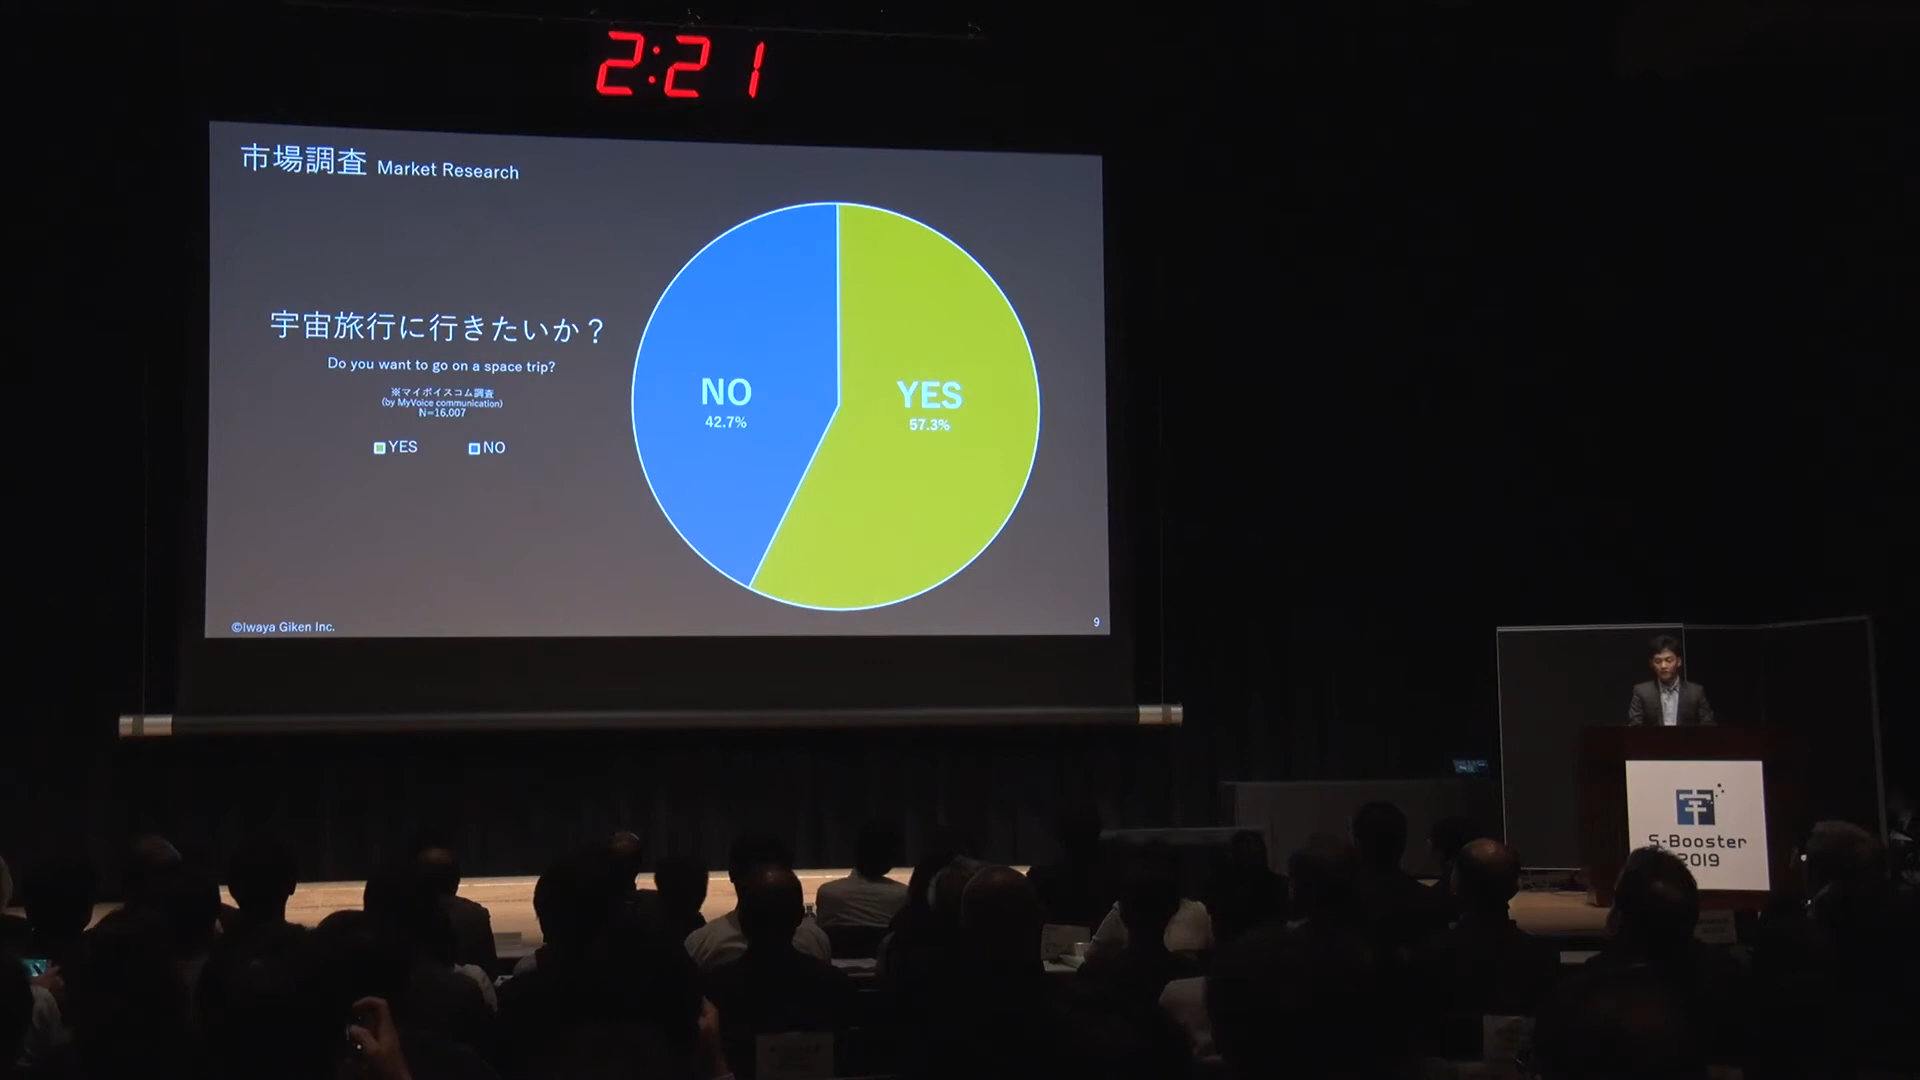 2:21
市場調査 Market Research
宇宙旅行に行きたいか？
Do you want to go on a space trip?
※マイボイスコム調査
(by MyVoice communication)
N=16,007
YES NO
NO
42.7%
YES
57.3%
©Iwaya Giken Inc.
9
宇
S-Booster
2019